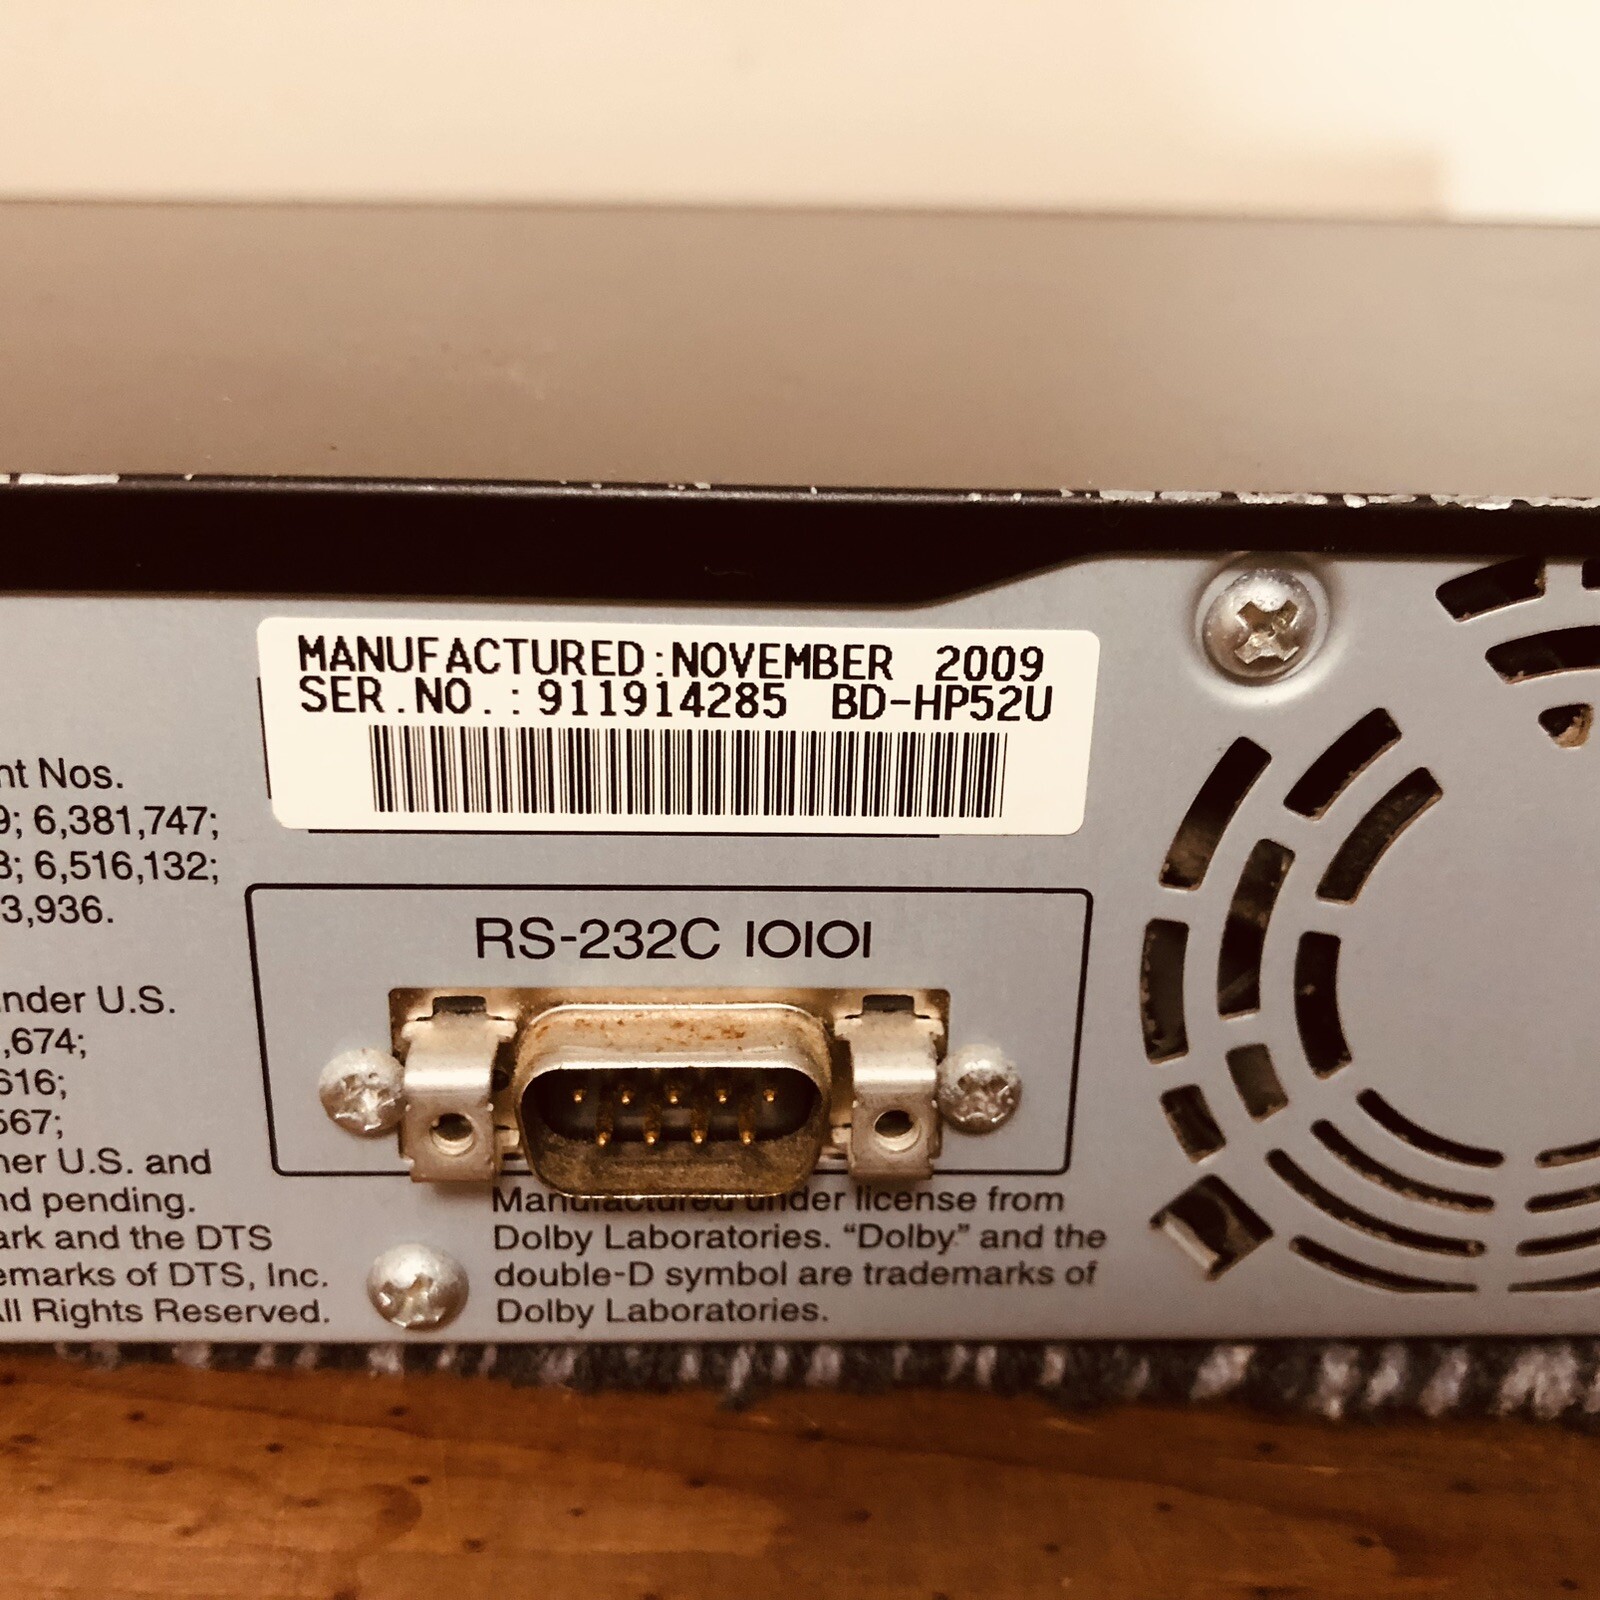 MANUFACTURED:NOVEMBER 2009
SER.NO.:911914285 BD-HP52U
nt Nos.
9; 6,381,747;
; 6,516,132;
3,936.
RS-232C IOIOI
nder U.S.
,674;
616;
567;
her U.S. and
nd pending.
ark and the DTS
emarks of DTS, Inc.
All Rights Reserved.
Manufactured under license from
Dolby Laboratories. “Dolby” and the
double-D symbol are trademarks of
Dolby Laboratories.